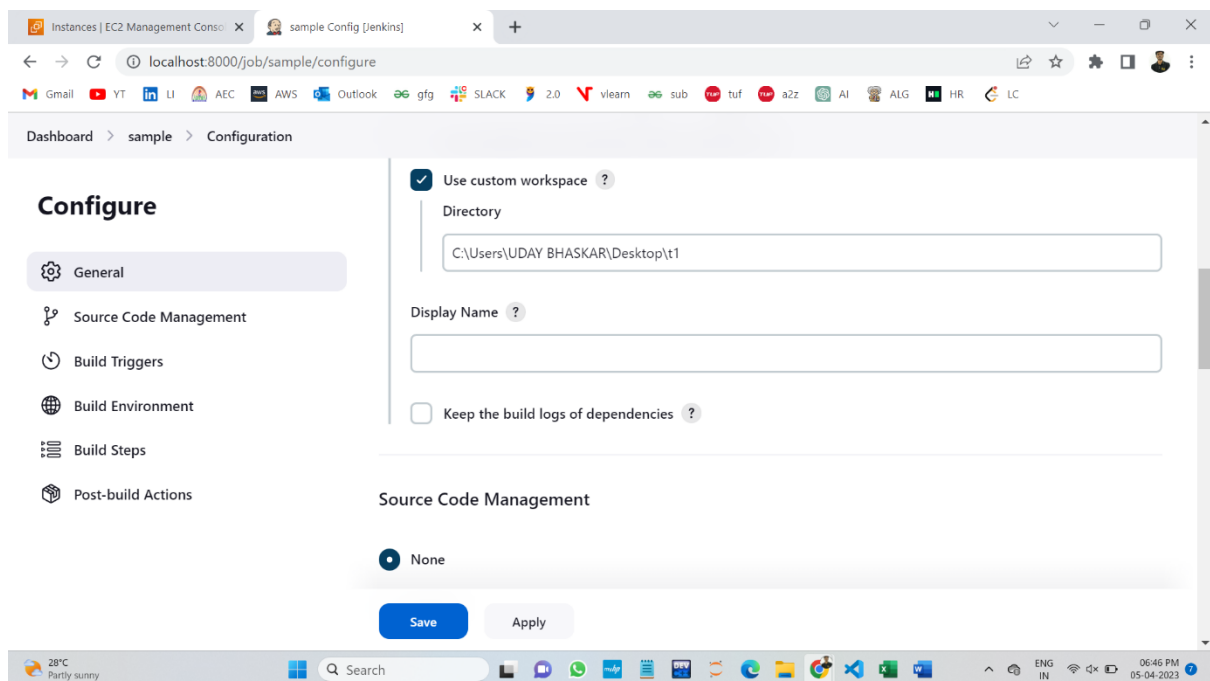 Instances | EC2 Management Conso
sample Config [Jenkins]
localhost:8000/job/sample/configure
Gmail YT LI AEC AWS Outlook gfg SLACK 2.0 vlearn sub tuf a2z AI ALG HR LC
Dashboard > sample > Configuration
Configure
General
Source Code Management
Build Triggers
Build Environment
Build Steps
Post-build Actions
Use custom workspace ?
Directory
C:\Users\UDAY BHASKAR\Desktop\t1
Display Name ?
Keep the build logs of dependencies ?
Source Code Management
None
Save Apply
28°C
Partly sunny
Search
ENG
IN
06:46 PM
05-04-2023
7